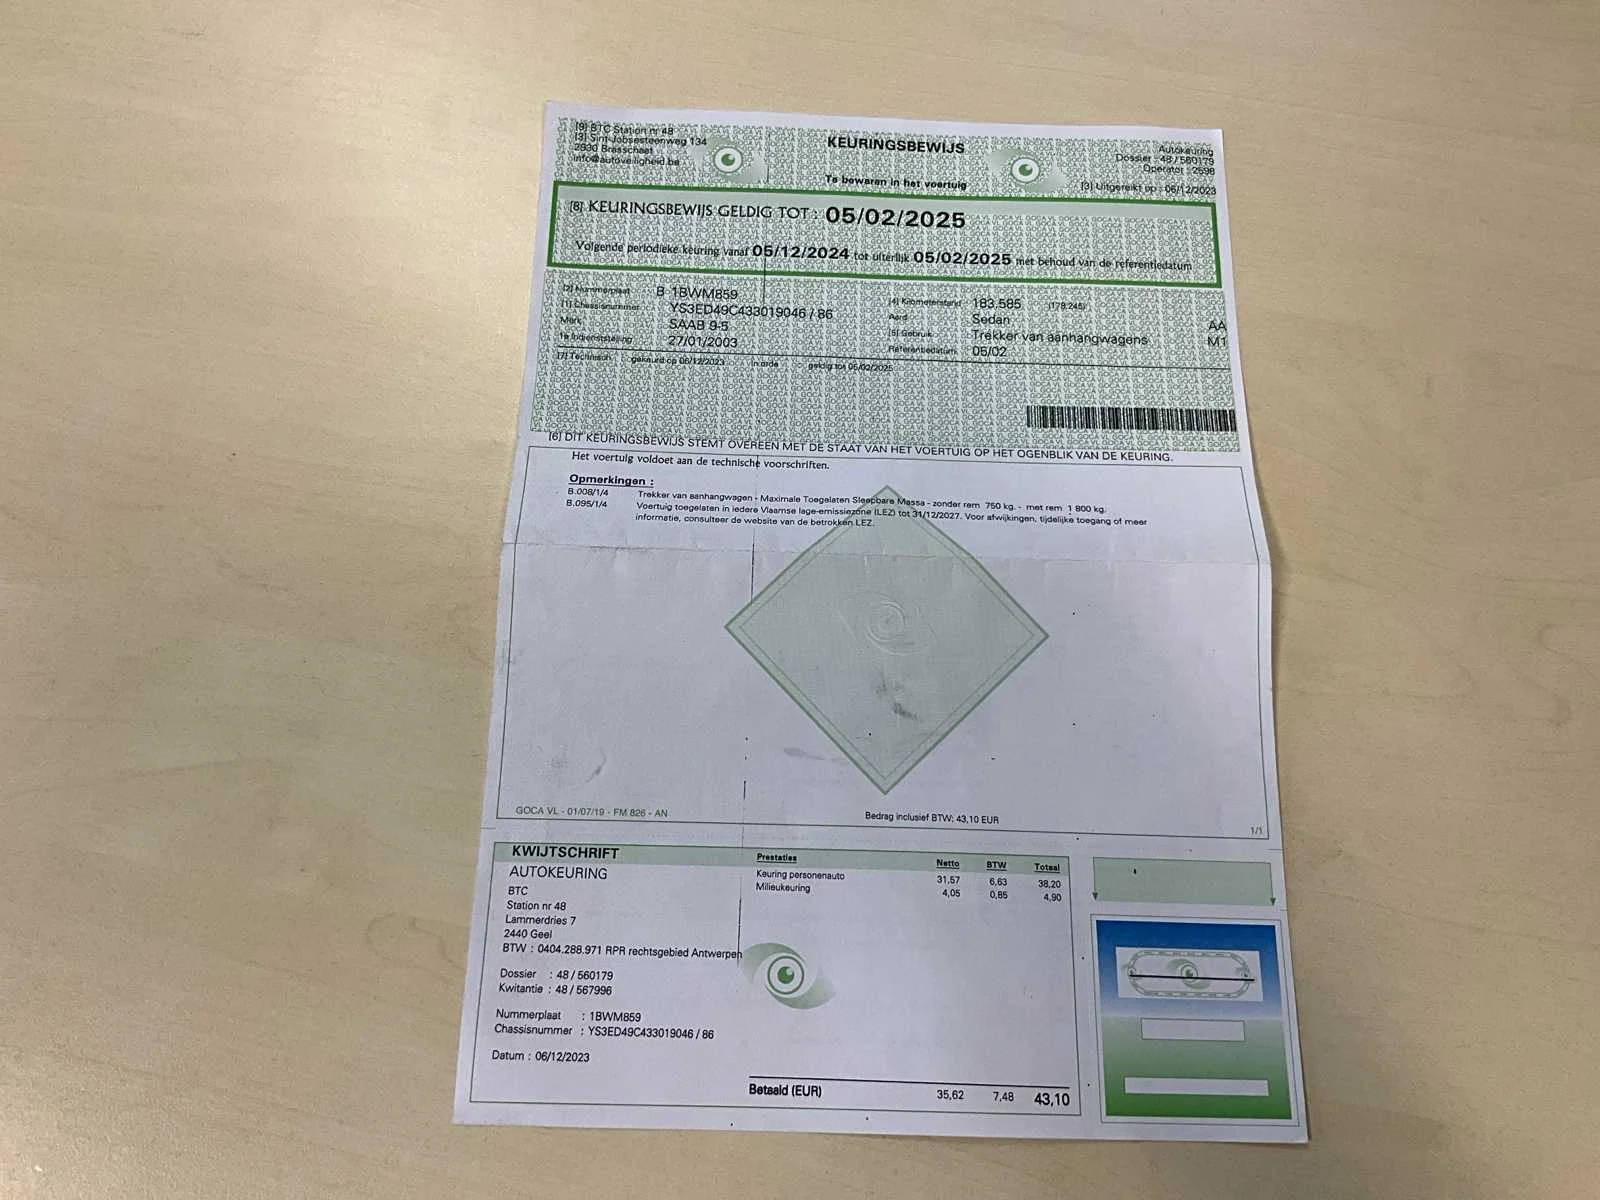 [9] BTC Station nr 48
[3] Sint-Jobsesteenweg 134
2930 Brasschaat
info@autoveiligheid.be
KEURINGSBEWIJS
Te bewaren in het voertuig
Autokeuring
Dossier : 48 / 560179
Operator : 2598
[3] Uitgereikt op : 06/12/2023
[8] KEURINGSBEWIJS GELDIG TOT : 05/02/2025
Volgende periodieke keuring vanaf 05/12/2024 tot uiterlijk 05/02/2025 met behoud van de referentiedatum
[2] Nummerplaat B 1BWM859
[1] Chassisnummer YS3ED49C433019046 / 86
Merk SAAB 9-5
1e Indienststelling 27/01/2003
[4] Kilometerstand 183.585 (178.245)
Aard Sedan AA
[5] Gebruik Trekker van aanhangwagens M1
Referentiedatum 05/02
[7] Technisch gekeurd op 06/12/2023 in orde geldig tot 05/02/2025
[6] DIT KEURINGSBEWIJS STEMT OVEREEN MET DE STAAT VAN HET VOERTUIG OP HET OGENBLIK VAN DE KEURING.
Het voertuig voldoet aan de technische voorschriften.
Opmerkingen :
B.008/1/4 Trekker van aanhangwagen - Maximale Toegelaten Sleepbare Massa - zonder rem 750 kg. - met rem 1 800 kg.
B.095/1/4 Voertuig toegelaten in iedere Vlaamse lage-emissiezone (LEZ) tot 31/12/2027. Voor afwijkingen, tijdelijke toegang of meer
informatie, consulteer de website van de betrokken LEZ.
GOCA VL - 01/07/19 - FM 826 - AN
Bedrag inclusief BTW: 43,10 EUR
1/1
KWIJTSCHRIFT
AUTOKEURING
BTC
Station nr 48
Lammerdries 7
2440 Geel
BTW : 0404.288.971 RPR rechtsgebied Antwerpen
Dossier : 48 / 560179
Kwitantie : 48 / 567996
Nummerplaat : 1BWM859
Chassisnummer : YS3ED49C433019046 / 86
Datum : 06/12/2023
Prestaties Netto BTW Totaal
Keuring personenauto 31,57 6,63 38,20
Milieukeuring 4,05 0,85 4,90
Betaald (EUR) 35,62 7,48 43,10